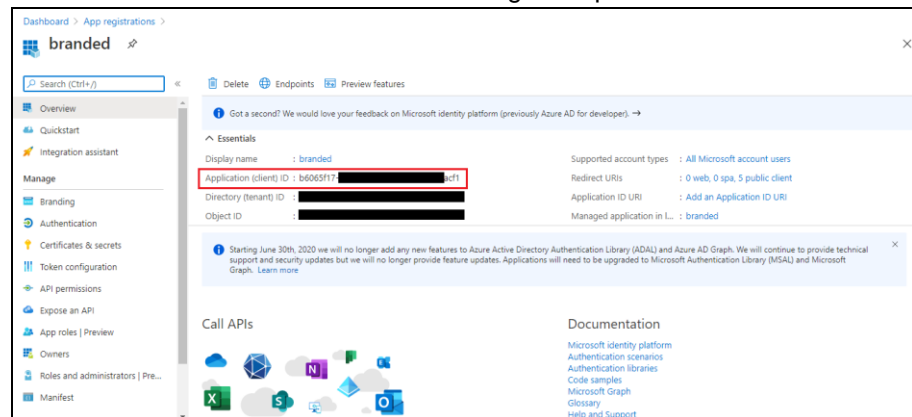 Dashboard > App registrations >
branded
Search (Ctrl+/)
Delete Endpoints Preview features
Overview
Quickstart
Integration assistant
Manage
Branding
Authentication
Certificates & secrets
Token configuration
API permissions
Expose an API
App roles | Preview
Owners
Roles and administrators | Pre...
Manifest
Got a second? We would love your feedback on Microsoft identity platform (previously Azure AD for developer). →
Essentials
Display name : branded
Application (client) ID : b6065f17- acf1
Directory (tenant) ID :
Object ID :
Supported account types : All Microsoft account users
Redirect URIs : 0 web, 0 spa, 5 public client
Application ID URI : Add an Application ID URI
Managed application in l... : branded
Starting June 30th, 2020 we will no longer add any new features to Azure Active Directory Authentication Library (ADAL) and Azure AD Graph. We will continue to provide technical
support and security updates but we will no longer provide feature updates. Applications will need to be upgraded to Microsoft Authentication Library (MSAL) and Microsoft
Graph. Learn more
Call APIs
Documentation
Microsoft identity platform
Authentication scenarios
Authentication libraries
Code samples
Microsoft Graph
Glossary
Help and Support